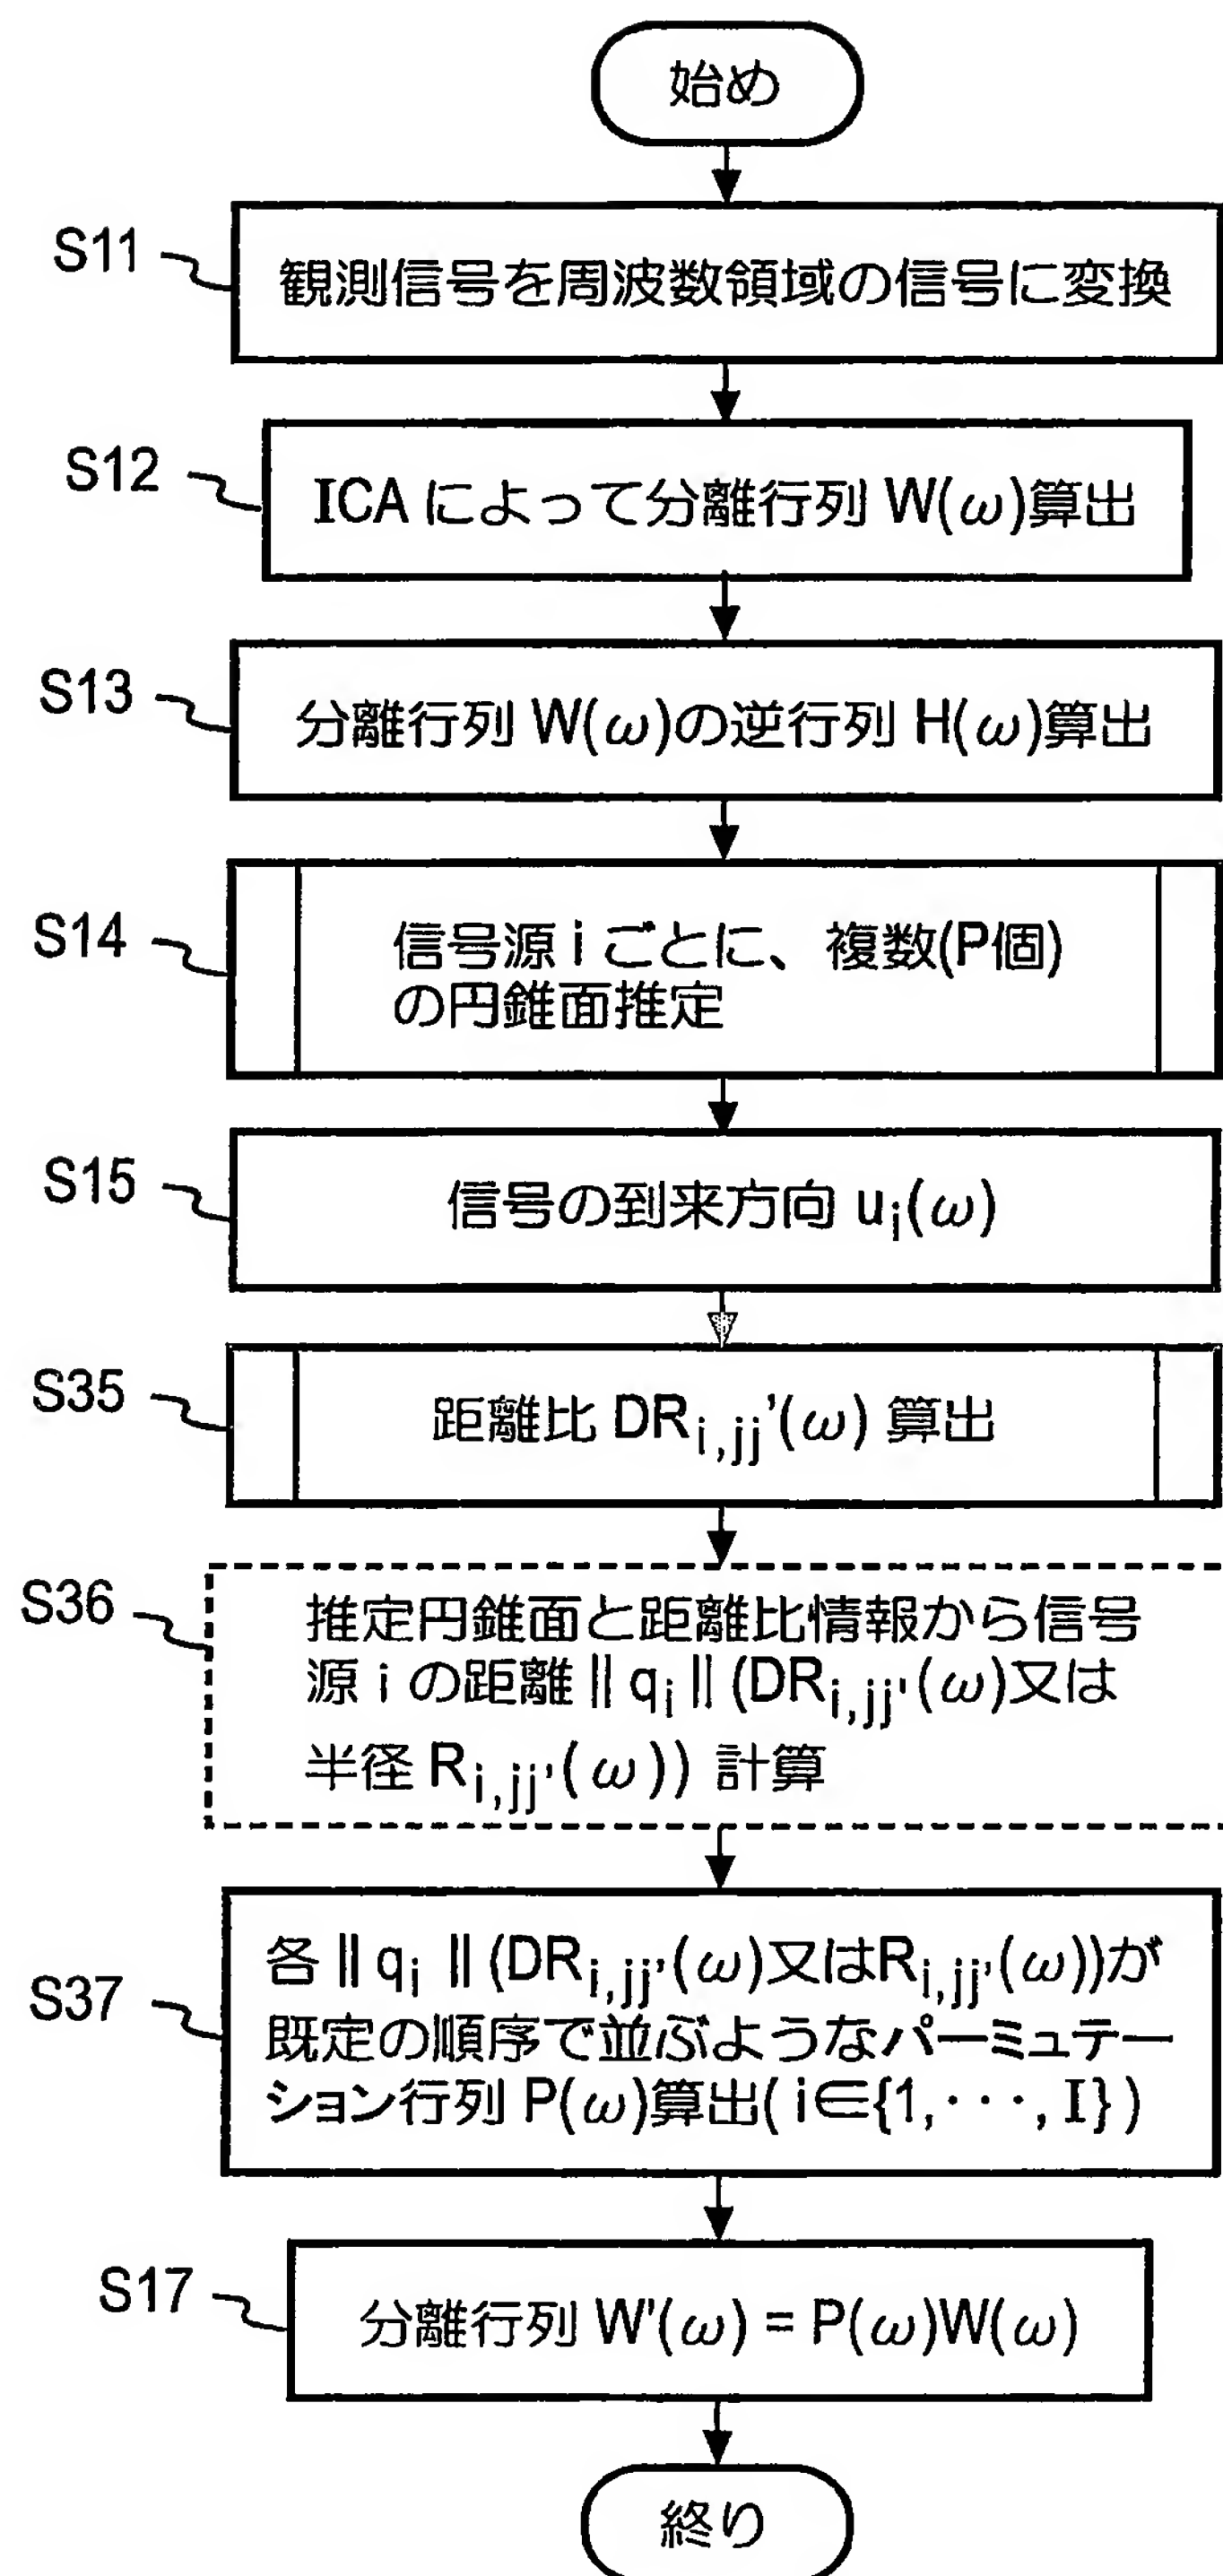 始め
S11
観測信号を周波数領域の信号に変換
S12
ICA によって分離行列 W(ω)算出
S13
分離行列 W(ω)の逆行列 H(ω)算出
S14
信号源 i ごとに、複数(P個)
の円錐面推定
S15
信号の到来方向 ui(ω)
S35
距離比 DRi,jj'(ω) 算出
S36
推定円錐面と距離比情報から信号
源 i の距離‖qi‖(DRi,jj'(ω)又は
半径 Ri,jj'(ω)) 計算
S37
各‖qi‖(DRi,jj'(ω)又はRi,jj'(ω))が
既定の順序で並ぶようなパーミュテー
ション行列 P(ω)算出( i∈{1,･･･, I} )
S17
分離行列 W'(ω) = P(ω)W(ω)
終り